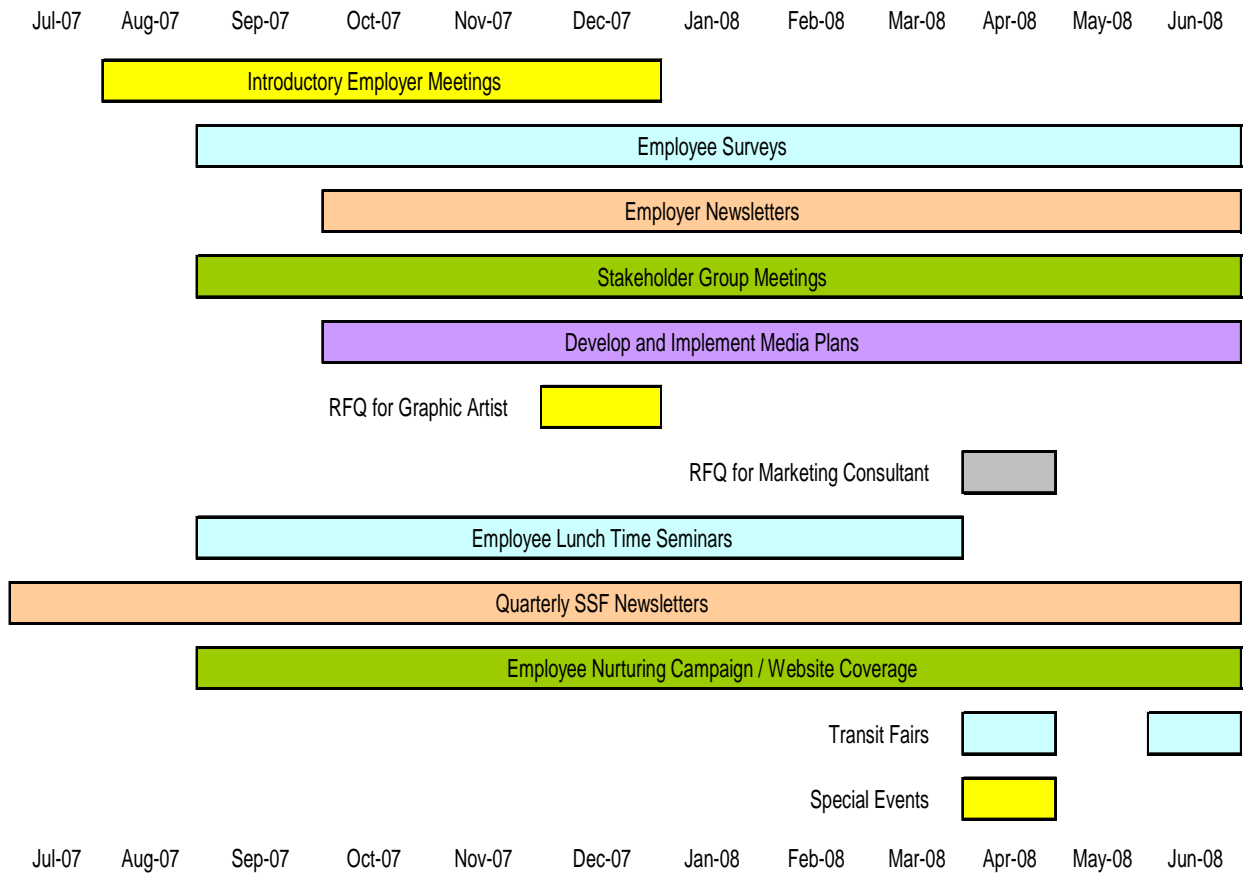 Jul-07 Aug-07 Sep-07 Oct-07 Nov-07 Dec-07 Jan-08 Feb-08 Mar-08 Apr-08 May-08 Jun-08
Introductory Employer Meetings
Employee Surveys
Employer Newsletters
Stakeholder Group Meetings
Develop and Implement Media Plans
RFQ for Graphic Artist
RFQ for Marketing Consultant
Employee Lunch Time Seminars
Quarterly SSF Newsletters
Employee Nurturing Campaign / Website Coverage
Transit Fairs
Special Events
Jul-07 Aug-07 Sep-07 Oct-07 Nov-07 Dec-07 Jan-08 Feb-08 Mar-08 Apr-08 May-08 Jun-08